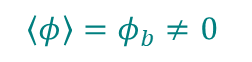 ⟨ϕ⟩ = ϕ_b ≠ 0